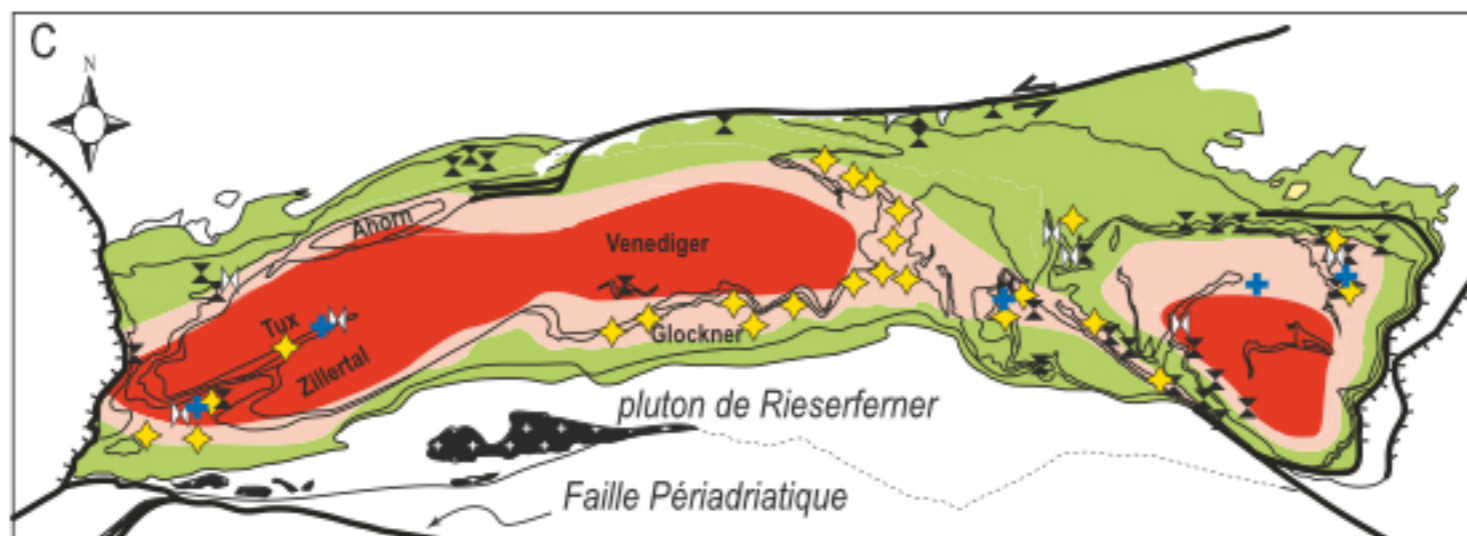 C
N
Ahorn
Venediger
Tux
Glockner
Zillertal
pluton de Rieserferner
Faille Périadriatique